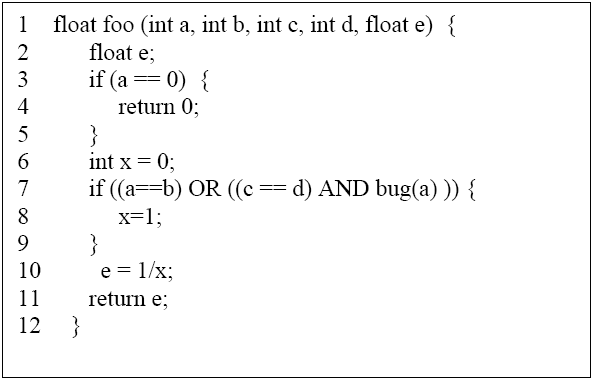 1 float foo (int a, int b, int c, int d, float e) {
2 float e;
3 if (a == 0) {
4 return 0;
5 }
6 int x = 0;
7 if ((a==b) OR ((c == d) AND bug(a) )) {
8 x=1;
9 }
10 e = 1/x;
11 return e;
12 }